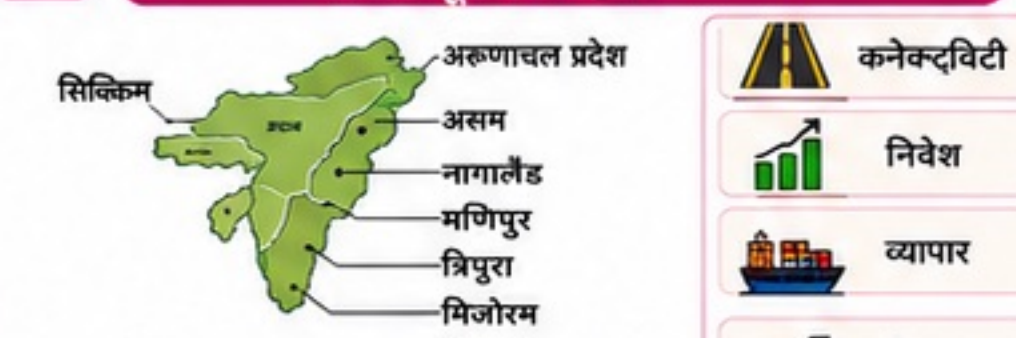 अरूणाचल प्रदेश
सिक्किम
असम
नागालैंड
मणिपुर
त्रिपुरा
मिजोरम
कनेक्ट्विटी
निवेश
व्यापार